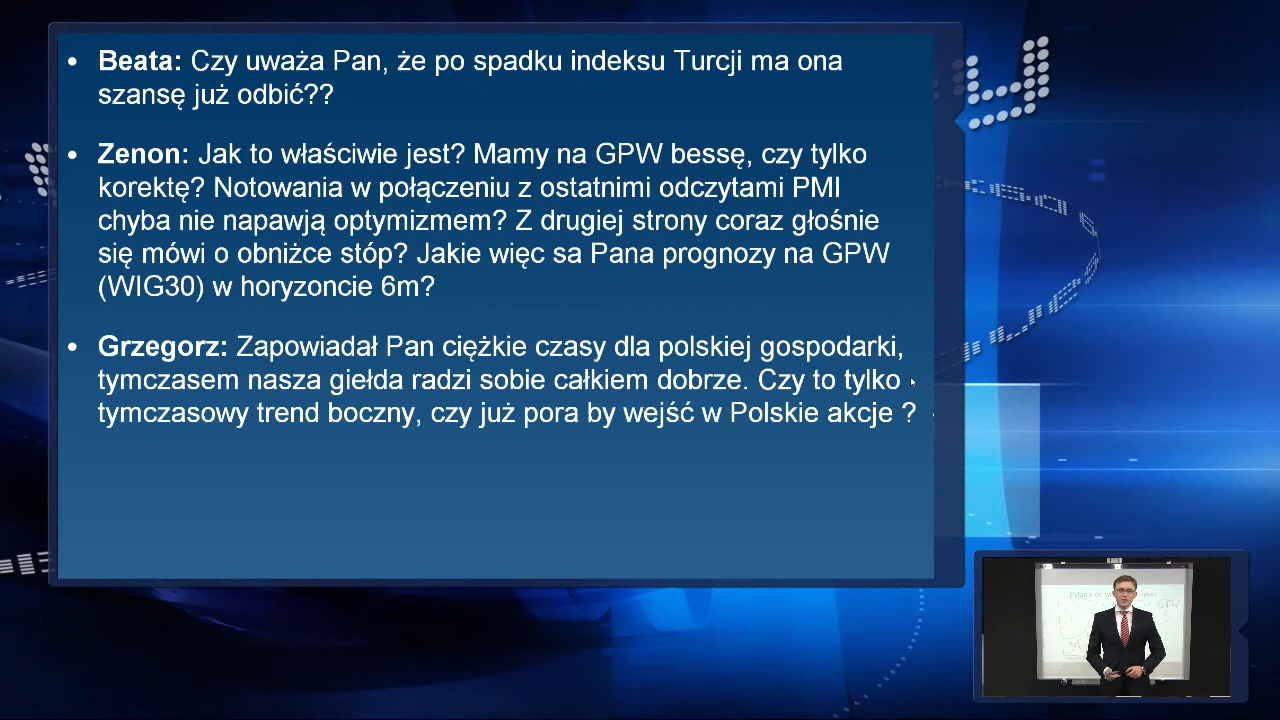 • Beata: Czy uważa Pan, że po spadku indeksu Turcji ma ona
szansę już odbić??
• Zenon: Jak to właściwie jest? Mamy na GPW bessę, czy tylko
korektę? Notowania w połączeniu z ostatnimi odczytami PMI
chyba nie napawją optymizmem? Z drugiej strony coraz głośnie
się mówi o obniżce stóp? Jakie więc sa Pana prognozy na GPW
(WIG30) w horyzoncie 6m?
• Grzegorz: Zapowiadał Pan ciężkie czasy dla polskiej gospodarki,
tymczasem nasza giełda radzi sobie całkiem dobrze. Czy to tylko
tymczasowy trend boczny, czy już pora by wejść w Polskie akcje ?